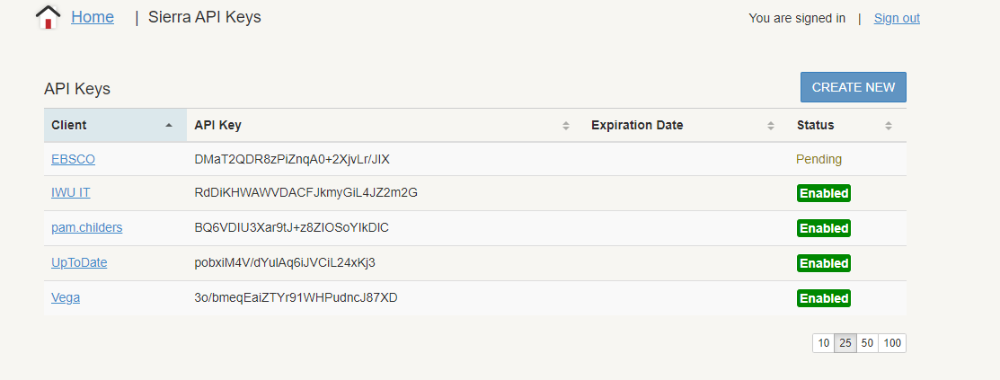 Home | Sierra API Keys You are signed in | Sign out
API Keys CREATE NEW
Client API Key Expiration Date Status
EBSCO DMaT2QDR8zPiZnqA0+2XjvLr/JIX Pending
IWU IT RdDiKHWAWVDACFJkmyGiL4JZ2m2G Enabled
pam.childers BQ6VDIU3Xar9tJ+z8ZIOSoYIkDIC Enabled
UpToDate pobxiM4V/dYulAq6iJVCiL24xKj3 Enabled
Vega 3o/bmeqEaiZTYr91WHPudncJ87XD Enabled
10 25 50 100